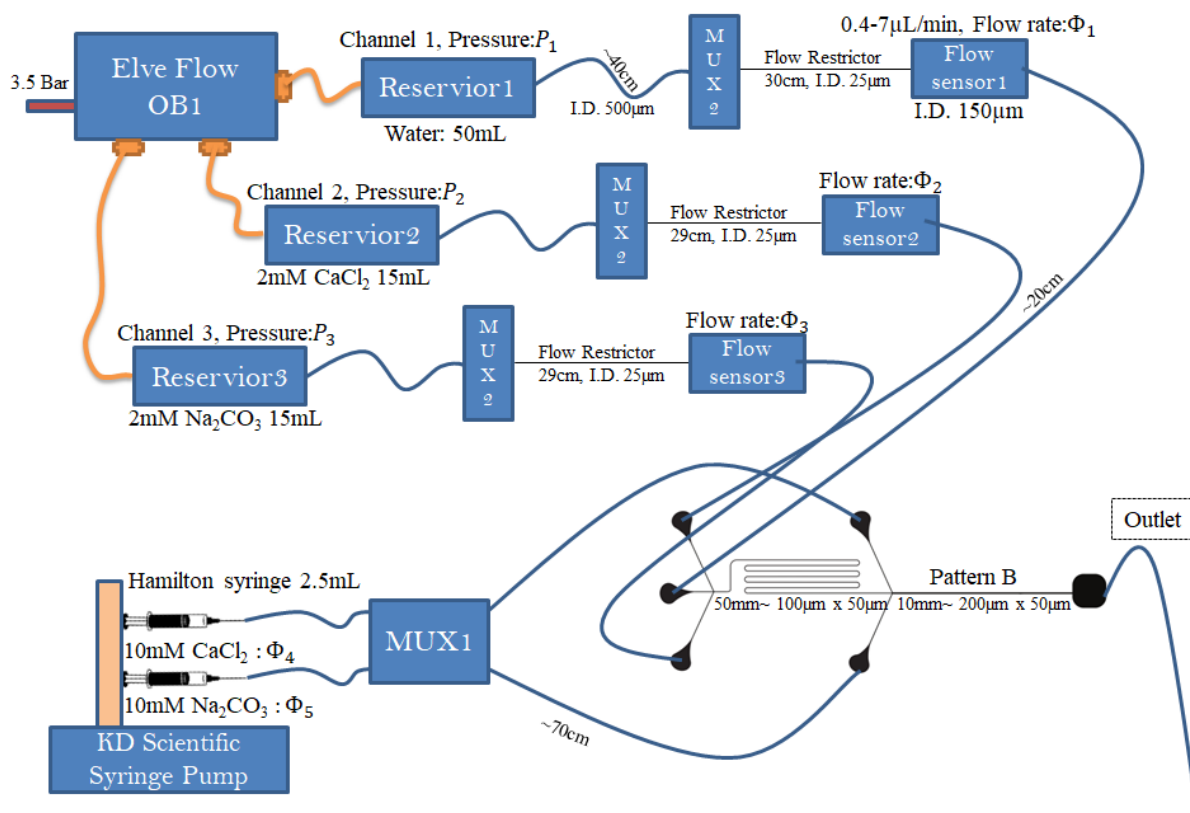 3.5 Bar
Elve Flow
OB1
Channel 1, Pressure:P₁
Reservior1
Water: 50mL
~40cm
I.D. 500µm
M
U
X
2
Flow Restrictor
30cm, I.D. 25µm
0.4-7µL/min, Flow rate:Φ₁
Flow
sensor1
I.D. 150µm
Channel 2, Pressure:P₂
Reservior2
2mM CaCl₂ 15mL
M
U
X
2
Flow Restrictor
29cm, I.D. 25µm
Flow rate:Φ₂
Flow
sensor2
~20cm
Channel 3, Pressure:P₃
Reservior3
2mM Na₂CO₃ 15mL
M
U
X
2
Flow Restrictor
29cm, I.D. 25µm
Flow rate:Φ₃
Flow
sensor3
Outlet
Pattern B
50mm~ 100µm x 50µm
10mm~ 200µm x 50µm
Hamilton syringe 2.5mL
10mM CaCl₂ : Φ₄
10mM Na₂CO₃ : Φ₅
MUX1
~70cm
KD Scientific
Syringe Pump